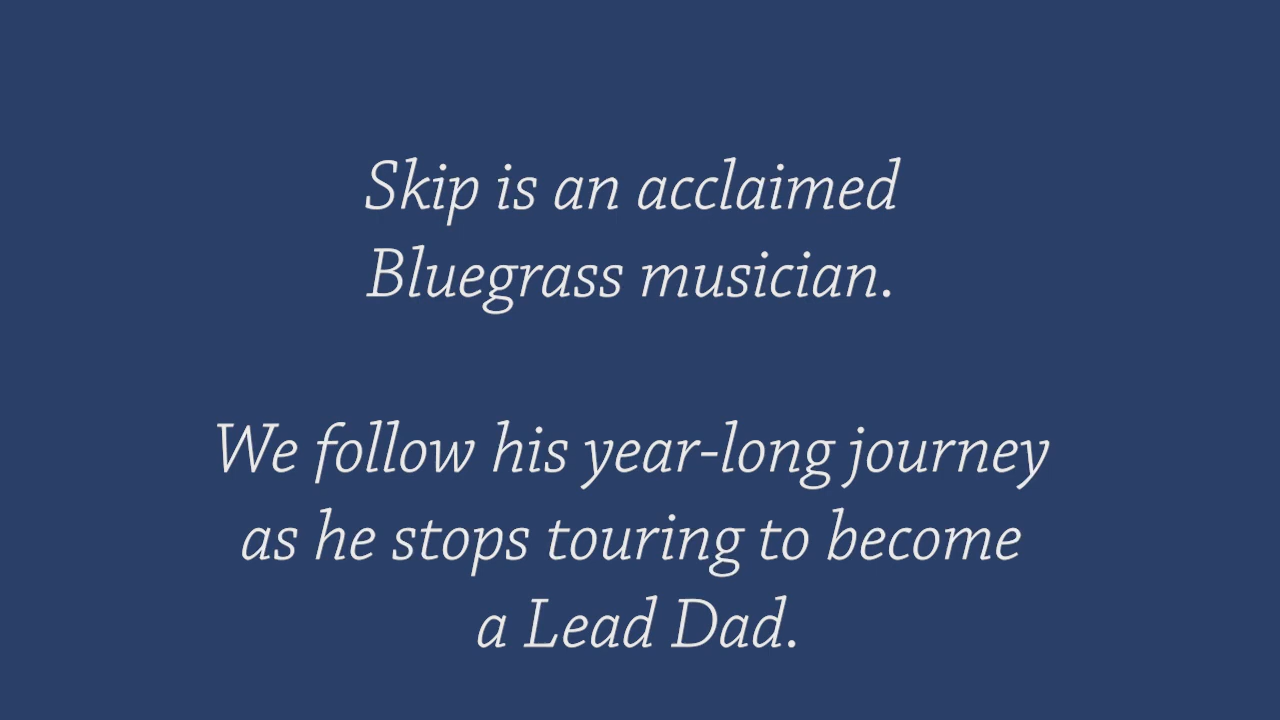 Skip is an acclaimed
Bluegrass musician.
We follow his year-long journey
as he stops touring to become
a Lead Dad.